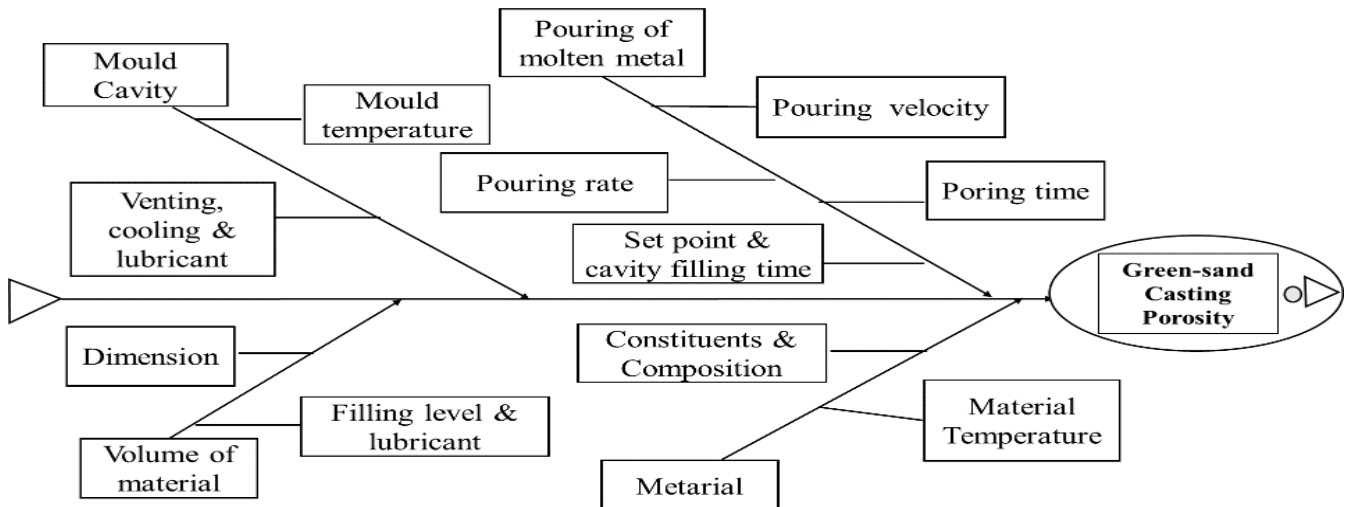 Pouring of
molten metal
Mould
Cavity
Mould
temperature
Pouring velocity
Pouring rate
Poring time
Venting,
cooling &
lubricant
Set point &
cavity filling time
Green-sand
Casting
Porosity
Dimension
Constituents &
Composition
Filling level &
lubricant
Material
Temperature
Volume of
material
Metarial